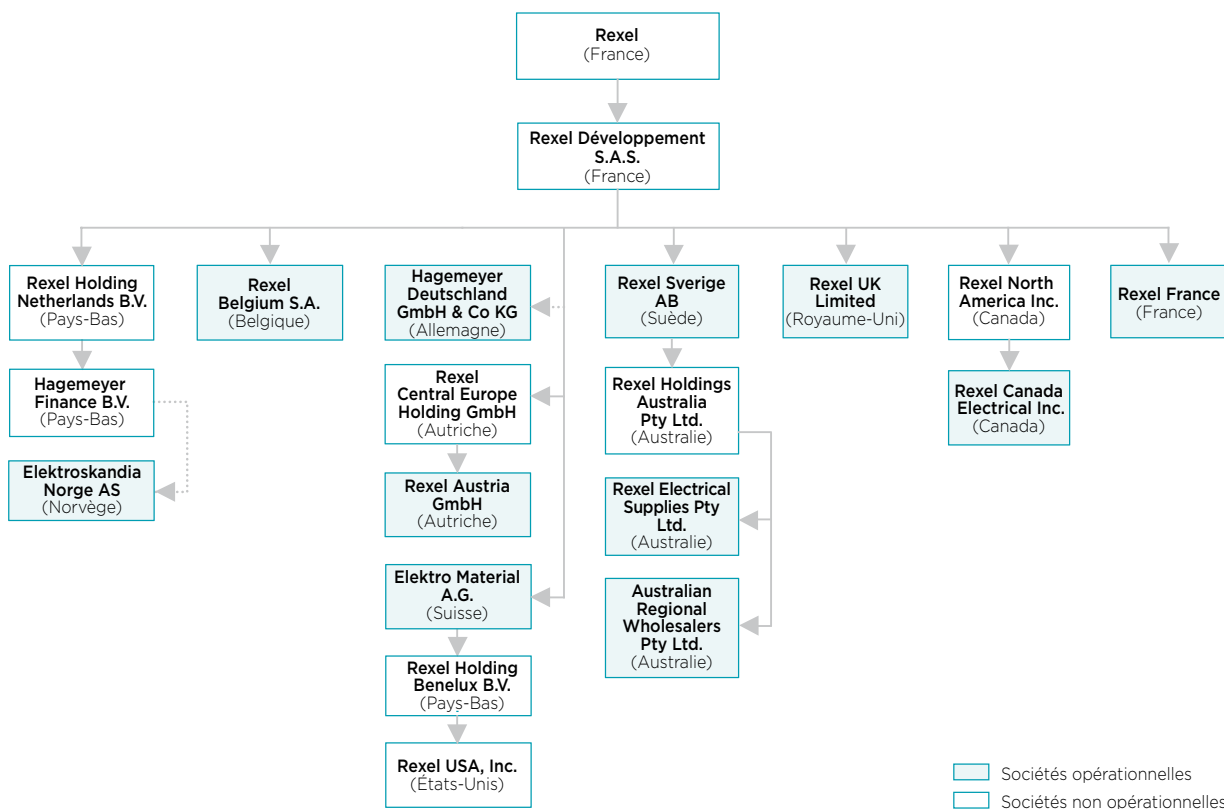 Rexel
(France)
Rexel Développement
S.A.S.
(France)
Rexel Holding
Netherlands B.V.
(Pays-Bas)
Rexel
Belgium S.A.
(Belgique)
Hagemeyer
Deutschland
GmbH & Co KG
(Allemagne)
Rexel Sverige
AB
(Suède)
Rexel UK
Limited
(Royaume-Uni)
Rexel North
America Inc.
(Canada)
Rexel France
(France)
Hagemeyer
Finance B.V.
(Pays-Bas)
Rexel
Central Europe
Holding GmbH
(Autriche)
Rexel Holdings
Australia
Pty Ltd.
(Australie)
Rexel Canada
Electrical Inc.
(Canada)
Elektroskandia
Norge AS
(Norvège)
Rexel Austria
GmbH
(Autriche)
Rexel Electrical
Supplies Pty
Ltd.
(Australie)
Elektro Material
A.G.
(Suisse)
Australian
Regional
Wholesalers
Pty Ltd.
(Australie)
Rexel Holding
Benelux B.V.
(Pays-Bas)
Rexel USA, Inc.
(États-Unis)
Sociétés opérationnelles
Sociétés non opérationnelles